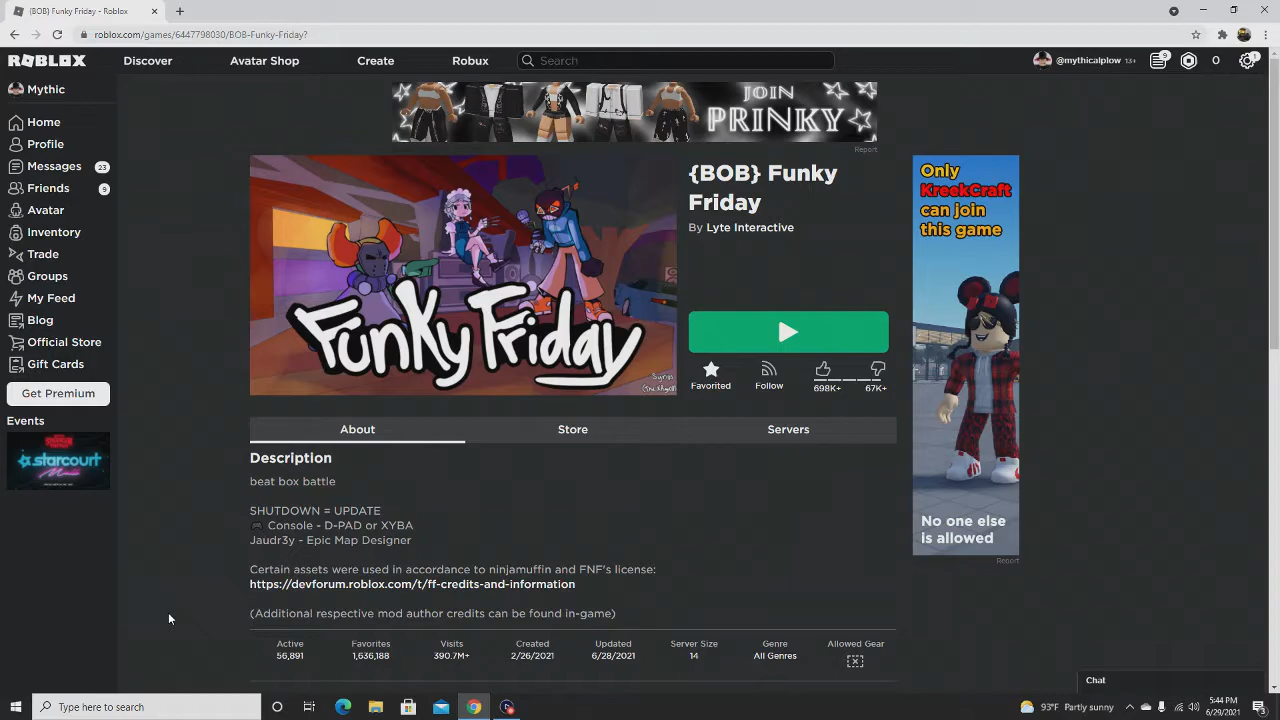 {BOB} Funky Friday - Roblox
roblox.com/games/6447798030/BOB-Funky-Friday?
ROBLOX
Discover
Avatar Shop
Create
Robux
Search
@mythicalplow 13+
9
0
1
Mythic
Home
Profile
Messages 23
Friends 9
Avatar
Inventory
Trade
Groups
My Feed
Blog
Official Store
Gift Cards
Get Premium
Events
starcourt
JOIN
PRINKY
Report
Funky Friday
{BOB} Funky
Friday
By Lyte Interactive
Favorited
Follow
698K+
67K+
Only
KreekCraft
can join
this game
No one else
is allowed
Report
About
Store
Servers
Description
beat box battle
SHUTDOWN = UPDATE
🎮 Console - D-PAD or XYBA
Jaudr3y - Epic Map Designer
Certain assets were used in accordance to ninjamuffin and FNF's license:
https://devforum.roblox.com/t/ff-credits-and-information
(Additional respective mod author credits can be found in-game)
Active Favorites Visits Created Updated Server Size Genre Allowed Gear
56,891 1,636,188 390.7M+ 2/26/2021 6/28/2021 14 All Genres
Chat
Type here to search
93°F Partly sunny
5:44 PM
6/29/2021